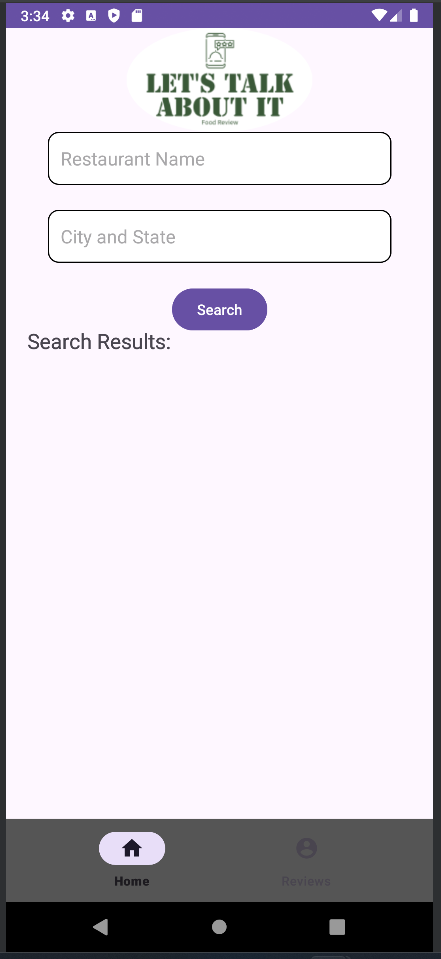 3:34
LET'S TALK
ABOUT IT
Food Review
Restaurant Name
City and State
Search
Search Results:
Home
Reviews